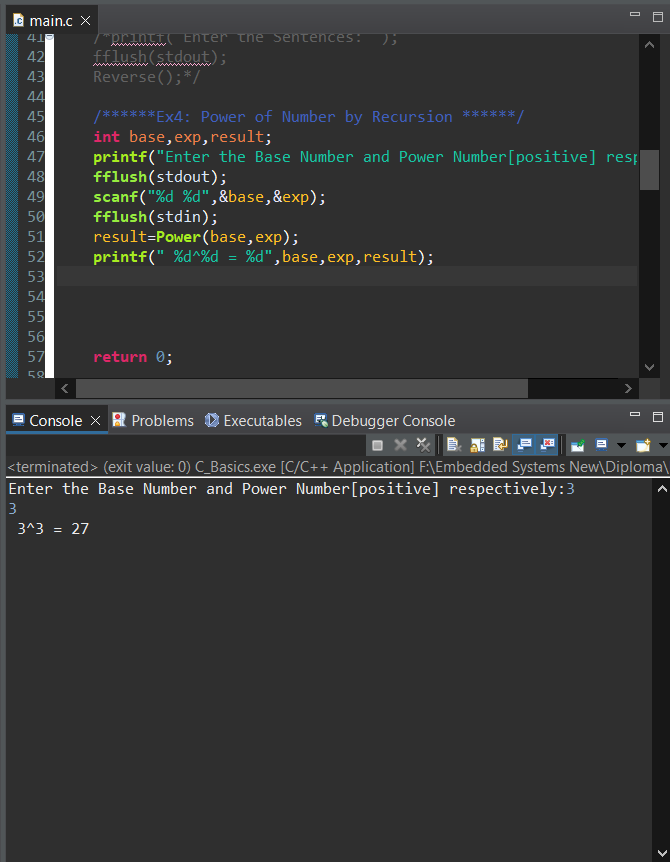 main.c
41 /*printf("Enter the Sentences: ");
42 fflush(stdout);
43 Reverse();*/
44
45 /******Ex4: Power of Number by Recursion ******/
46 int base,exp,result;
47 printf("Enter the Base Number and Power Number[positive] resp
48 fflush(stdout);
49 scanf("%d %d",&base,&exp);
50 fflush(stdin);
51 result=Power(base,exp);
52 printf(" %d^%d = %d",base,exp,result);
53
54
55
56
57 return 0;
58
Console Problems Executables Debugger Console
<terminated> (exit value: 0) C_Basics.exe [C/C++ Application] F:\Embedded Systems New\Diploma\
Enter the Base Number and Power Number[positive] respectively:3
3
3^3 = 27